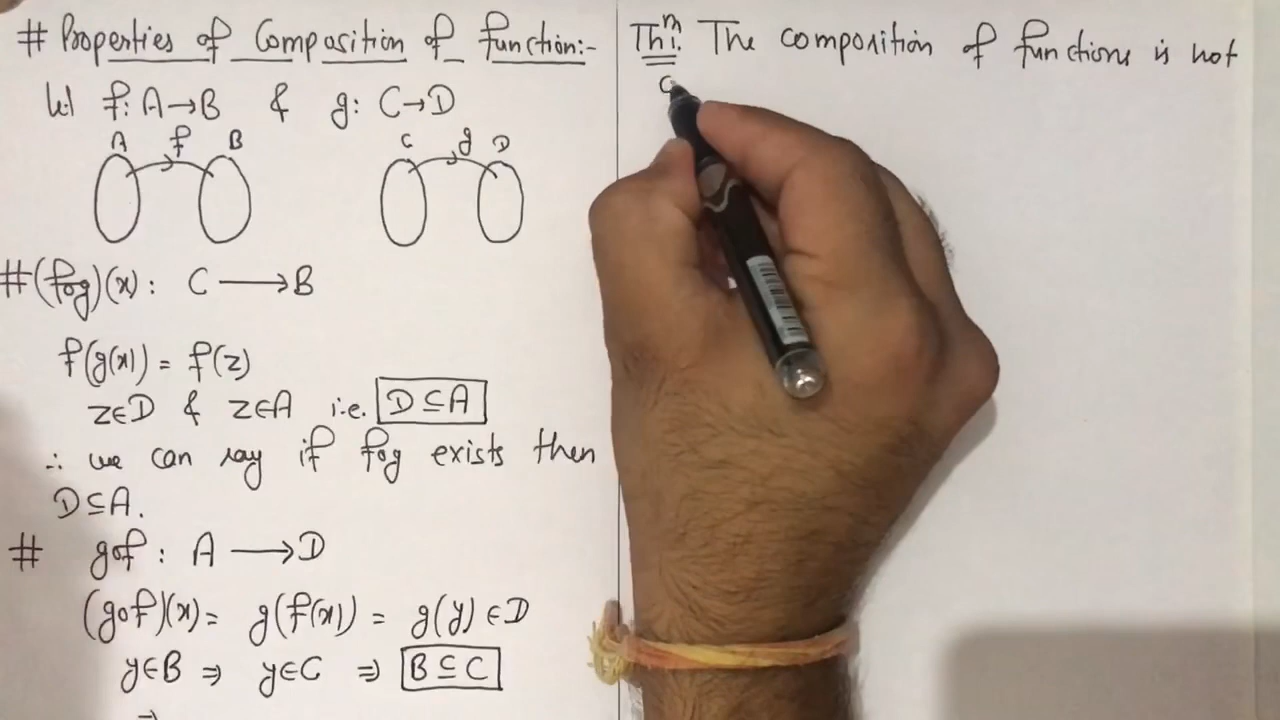 # Properties of Composition of function:-
let f: A→B & g: C→D
A f B C g D
#(fog)(x): C ⟶ B
f(g(x)) = f(z)
z∈D & z∈A i.e. D⊆A
∴ we can say if fog exists then
D⊆A.
# gof: A ⟶ D
(gof)(x) = g(f(x)) = g(y) ∈D
y∈B ⇒ y∈C ⇒ B⊆C
⇒
Thm. The composition of functions is not
c